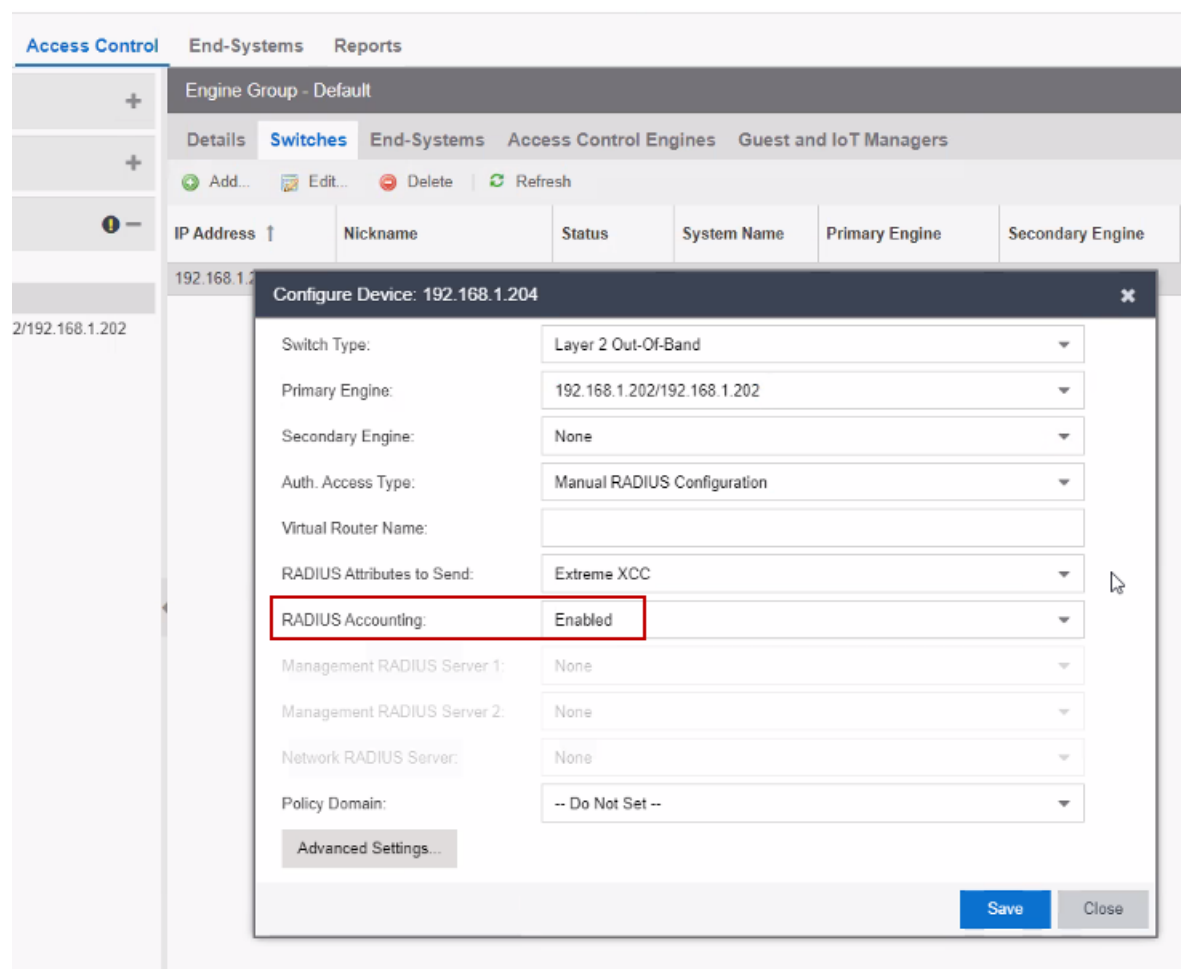 Access Control End-Systems Reports
Engine Group - Default
Details Switches End-Systems Access Control Engines Guest and IoT Managers
Add... Edit... Delete Refresh
IP Address Nickname Status System Name Primary Engine Secondary Engine
192.168.1.2
2/192.168.1.202
Configure Device: 192.168.1.204
Switch Type: Layer 2 Out-Of-Band
Primary Engine: 192.168.1.202/192.168.1.202
Secondary Engine: None
Auth. Access Type: Manual RADIUS Configuration
Virtual Router Name:
RADIUS Attributes to Send: Extreme XCC
RADIUS Accounting: Enabled
Management RADIUS Server 1: None
Management RADIUS Server 2: None
Network RADIUS Server: None
Policy Domain: -- Do Not Set --
Advanced Settings...
Save Close